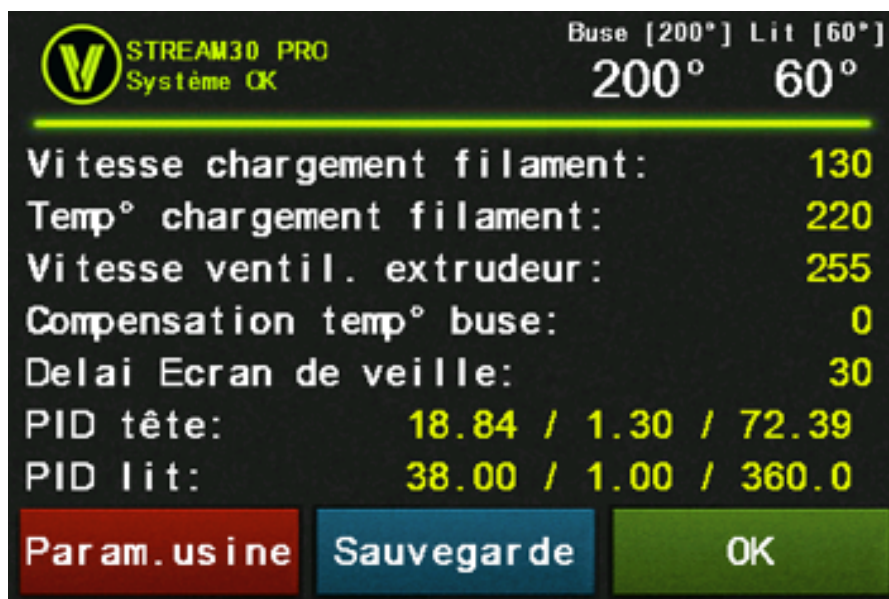 STREAM30 PRO
Système OK
Buse [200°] Lit [60°]
200° 60°
Vitesse chargement filament: 130
Temp° chargement filament: 220
Vitesse ventil. extrudeur: 255
Compensation temp° buse: 0
Delai Ecran de veille: 30
PID tête: 18.84 / 1.30 / 72.39
PID lit: 38.00 / 1.00 / 360.0
Param.usine Sauvegarde OK